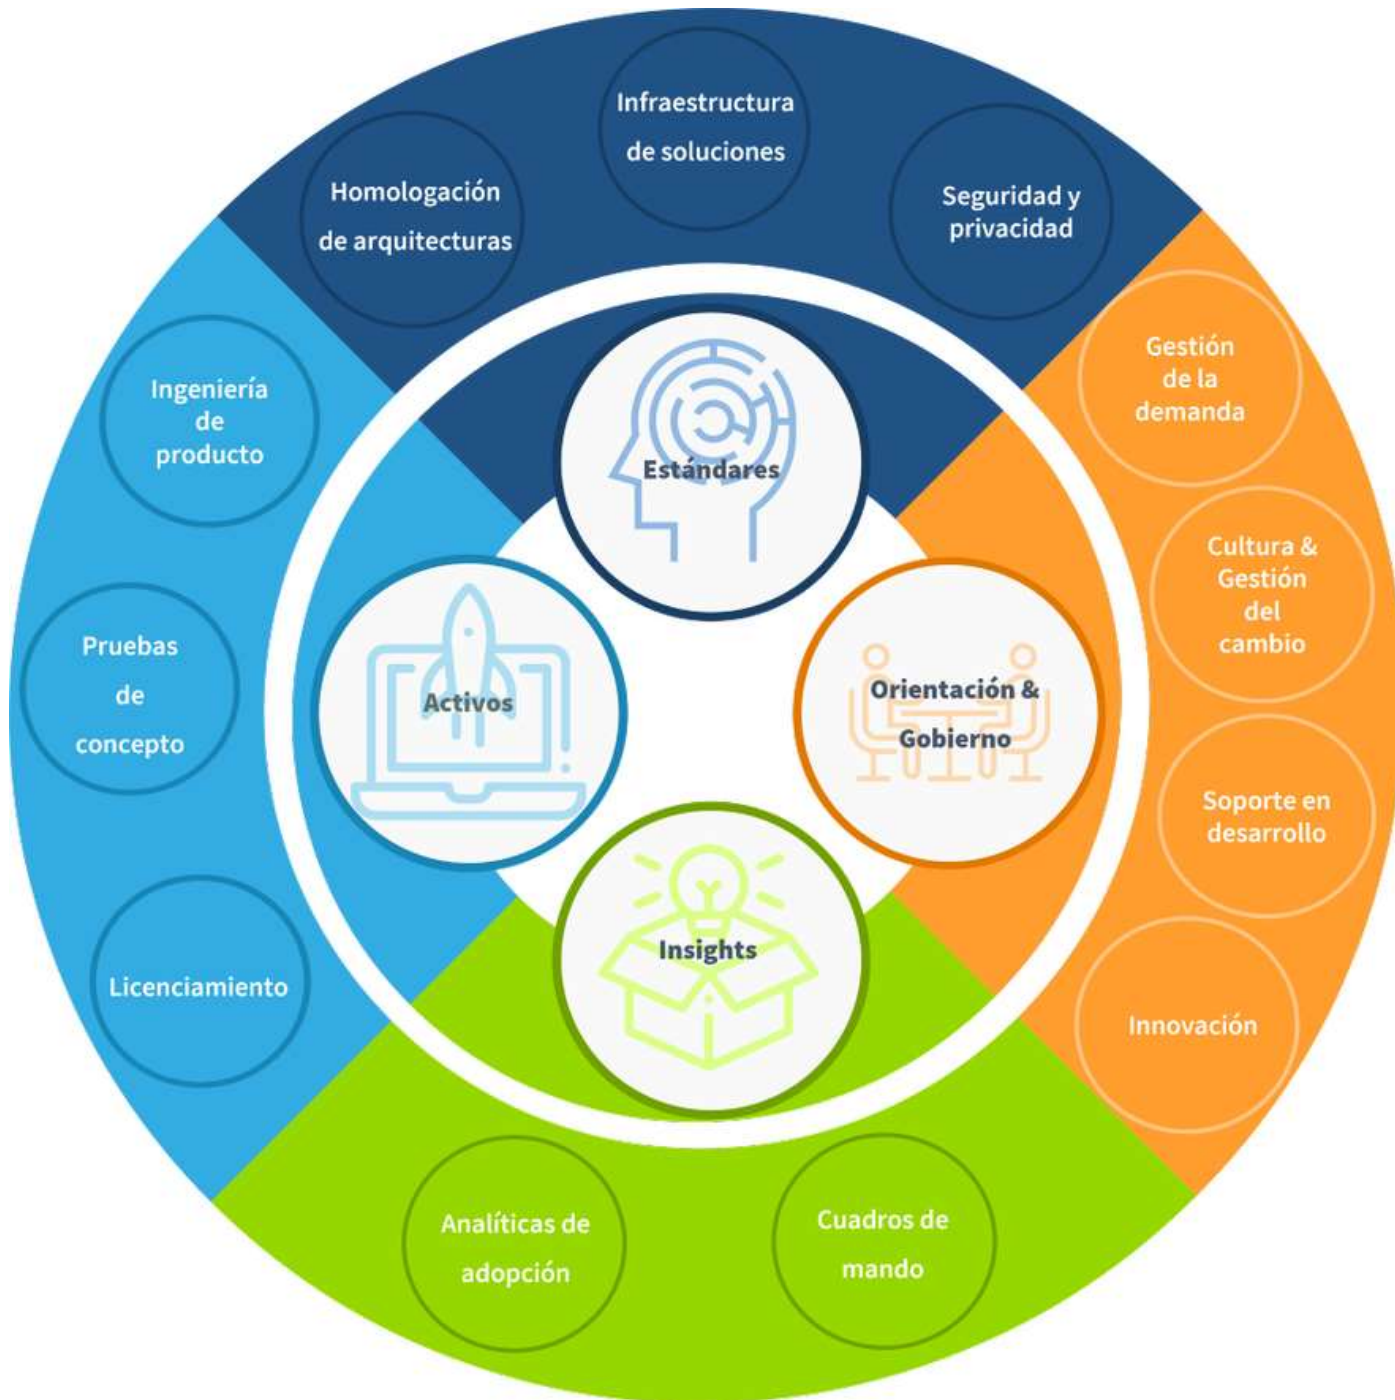 Infraestructura
de soluciones
Homologación
de arquitecturas
Seguridad y
privacidad
Gestión
de la
demanda
Cultura &
Gestión
del
cambio
Soporte en
desarrollo
Innovación
Cuadros de
mando
Analíticas de
adopción
Licenciamiento
Pruebas
de
concepto
Ingeniería
de
producto
Estándares
Orientación &
Gobierno
Insights
Activos